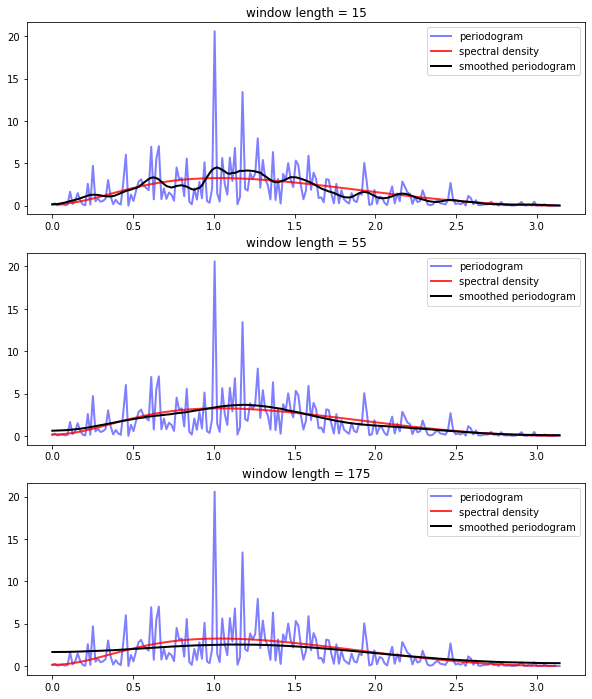 window length = 15
20
15
10
5
0
periodogram
spectral density
smoothed periodogram
0.0 0.5 1.0 1.5 2.0 2.5 3.0
window length = 55
20
15
10
5
0
periodogram
spectral density
smoothed periodogram
0.0 0.5 1.0 1.5 2.0 2.5 3.0
window length = 175
20
15
10
5
0
periodogram
spectral density
smoothed periodogram
0.0 0.5 1.0 1.5 2.0 2.5 3.0